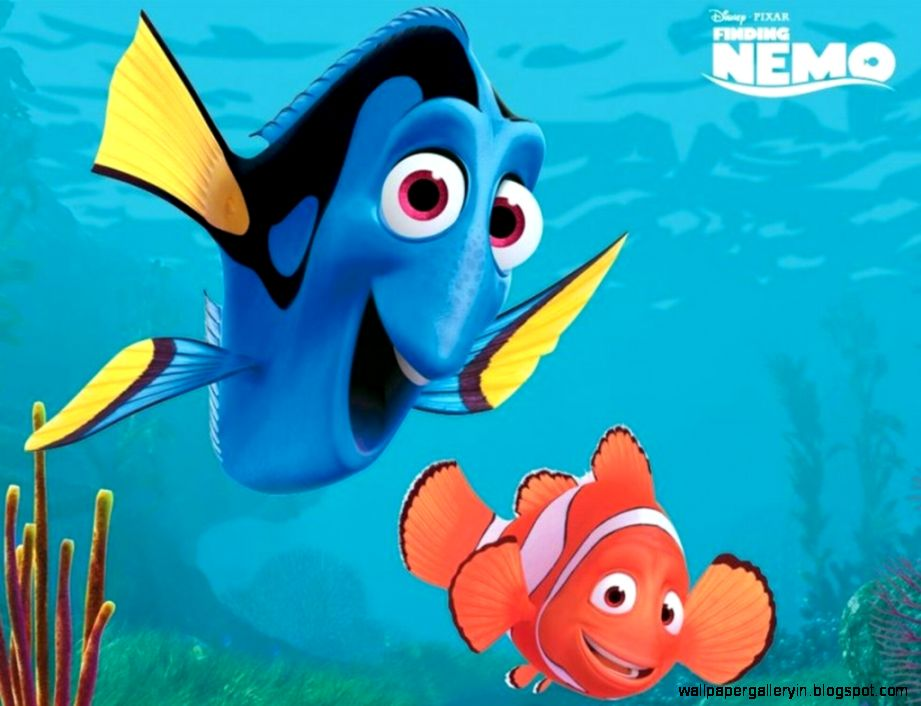 Disney · PIXAR
FINDING
NEMO
wallpapergalleryin.blogspot.com